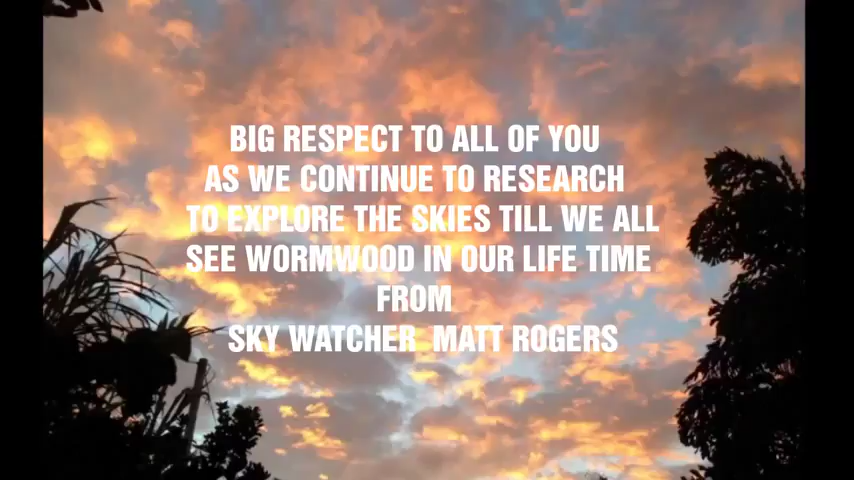 BIG RESPECT TO ALL OF YOU
AS WE CONTINUE TO RESEARCH
TO EXPLORE THE SKIES TILL WE ALL
SEE WORMWOOD IN OUR LIFE TIME
FROM
SKY WATCHER MATT ROGERS